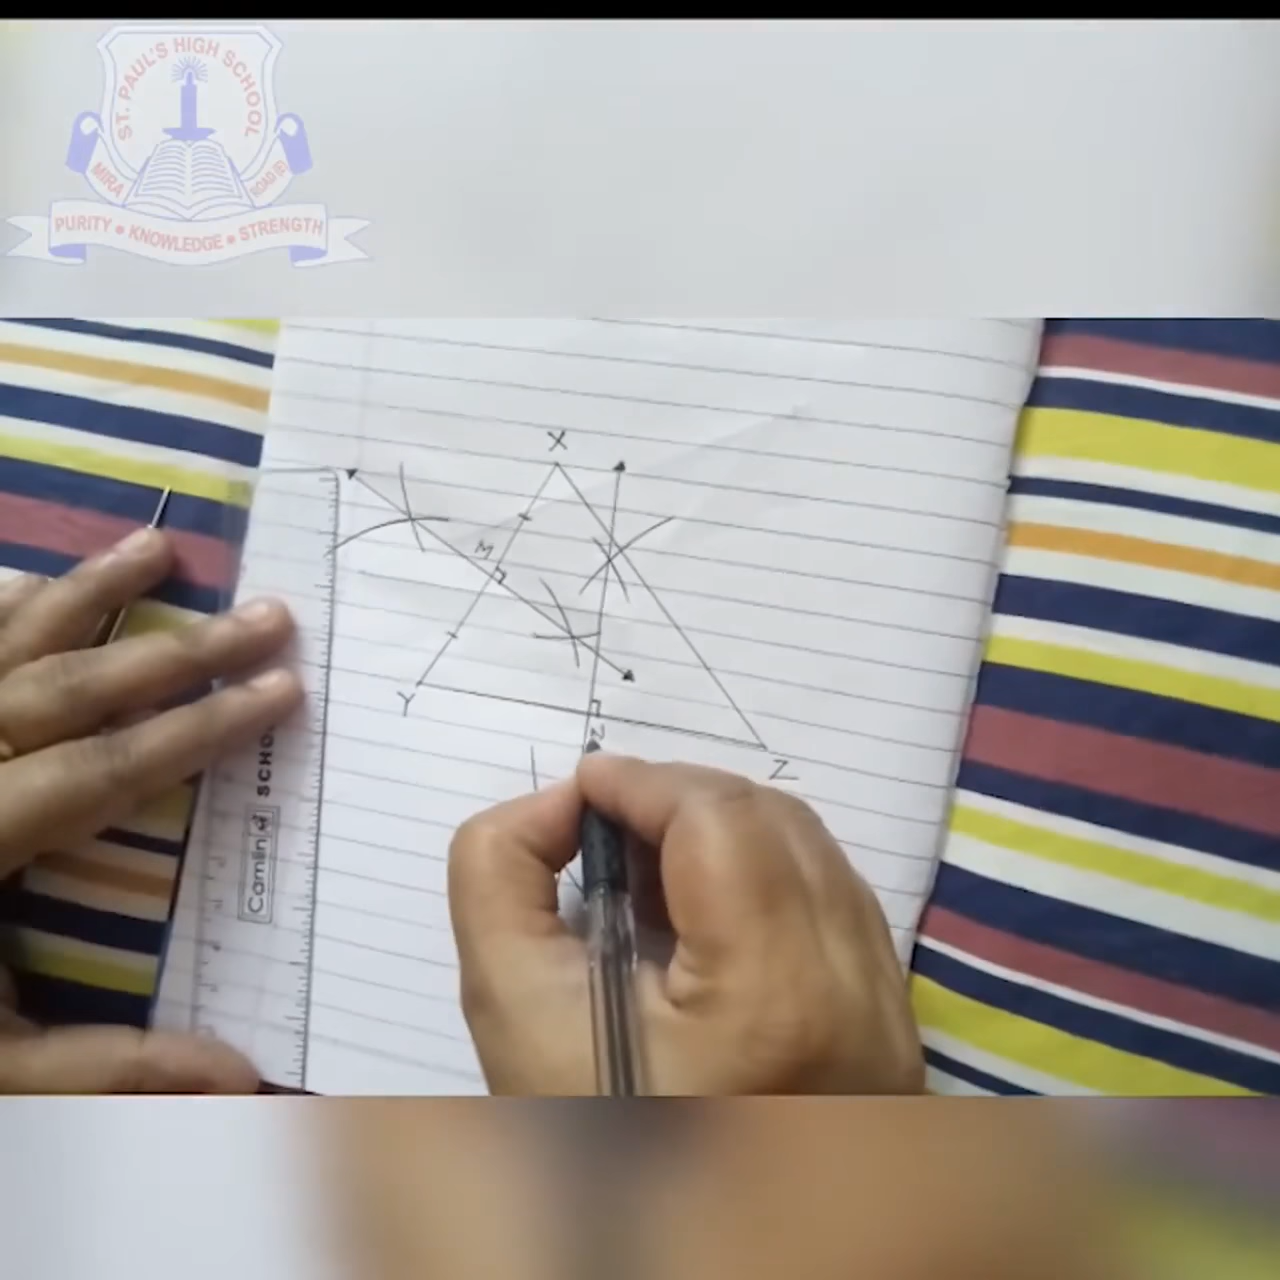 ST. PAUL'S HIGH SCHOOL
MIRA ROAD (E)
PURITY • KNOWLEDGE • STRENGTH
X
M
Y
N
Z
Camlin
SCHO